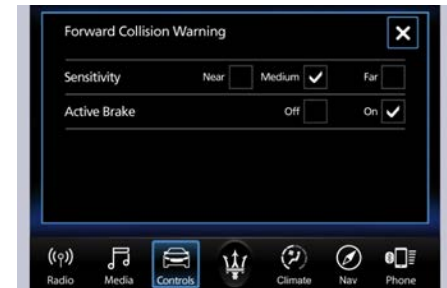 Forward Collision Warning
Sensitivity Near Medium Far
Active Brake Off On
Radio Media Controls Climate Nav Phone